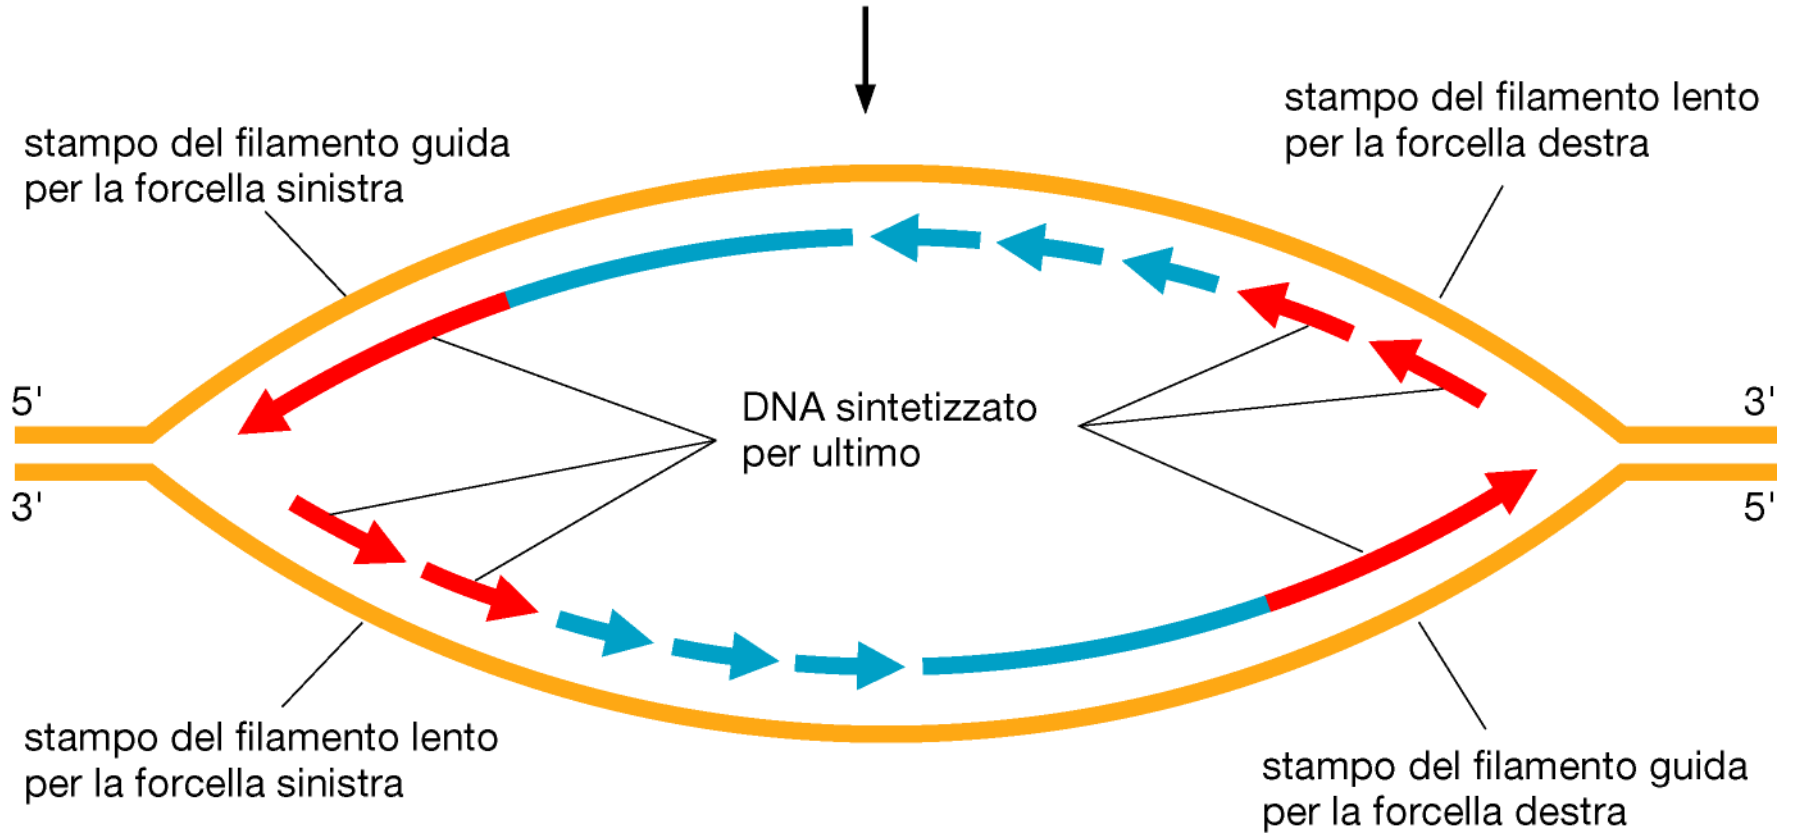 stampo del filamento guida
per la forcella sinistra
stampo del filamento lento
per la forcella destra
5'
3'
DNA sintetizzato
per ultimo
3'
5'
stampo del filamento lento
per la forcella sinistra
stampo del filamento guida
per la forcella destra